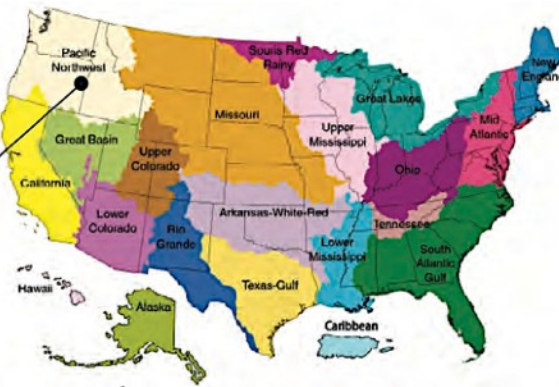 Pacific
Northwest
Souris Red
Rainy
New
England
Great Lakes
Missouri
Upper
Mississippi
Mid
Atlantic
Great Basin
Upper
Colorado
Ohio
California
Lower
Colorado
Rio
Grande
Arkansas-White-Red
Tennessee
Lower
Mississippi
South
Atlantic
Gulf
Texas-Gulf
Hawaii
Alaska
Caribbean